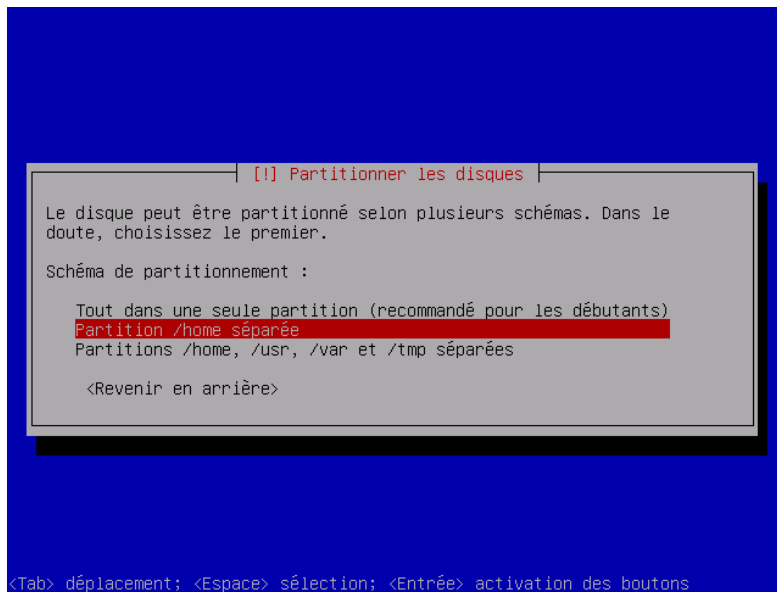 [!] Partitionner les disques
Le disque peut être partitionné selon plusieurs schémas. Dans le
doute, choisissez le premier.
Schéma de partitionnement :
Tout dans une seule partition (recommandé pour les débutants)
Partition /home séparée
Partitions /home, /usr, /var et /tmp séparées
<Revenir en arrière>
<Tab> déplacement; <Espace> sélection; <Entrée> activation des boutons